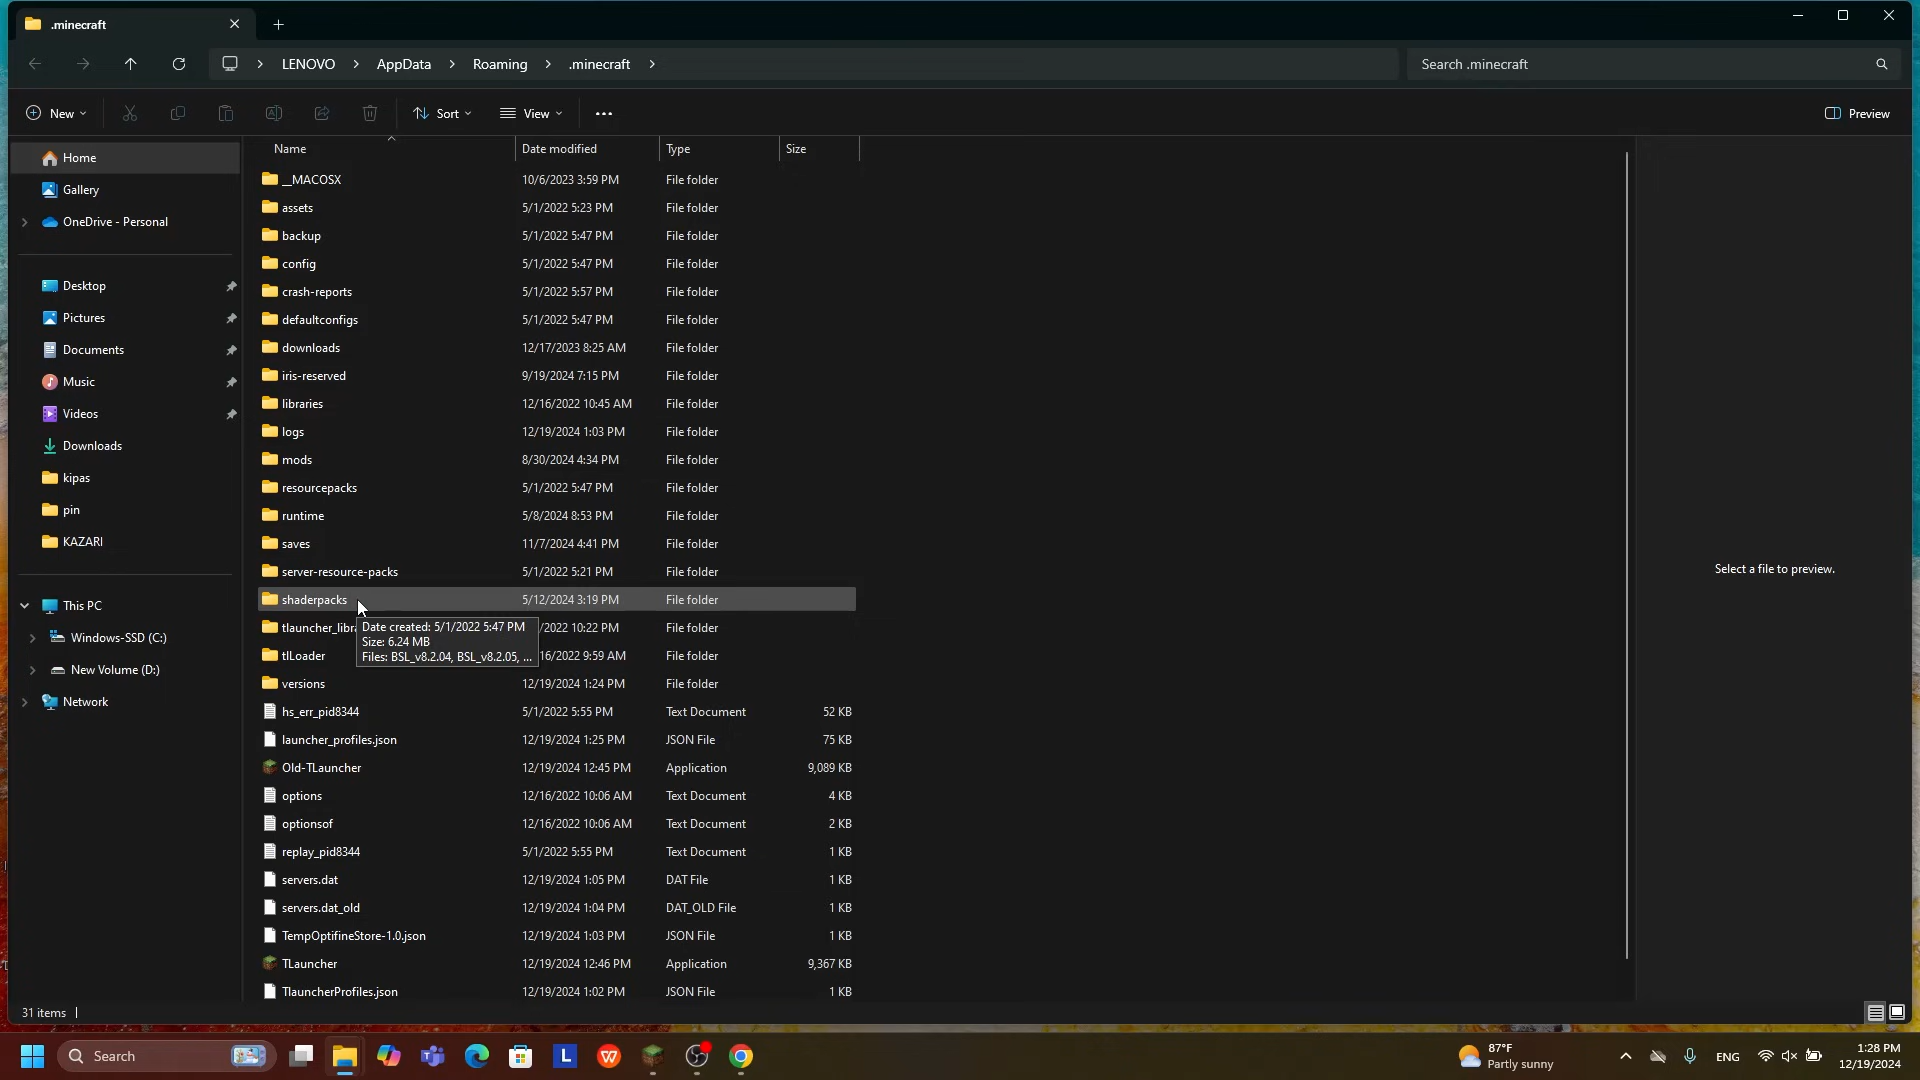 .minecraft
LENOVO > AppData > Roaming > .minecraft >
Search .minecraft
New
Sort
View
Preview
Name
Date modified
Type
Size
Home
Gallery
OneDrive - Personal
Desktop
Pictures
Documents
Music
Videos
Downloads
kipas
pin
KAZARI
This PC
Windows-SSD (C:)
New Volume (D:)
Network
__MACOSX 10/6/2023 3:59 PM File folder
assets 5/1/2022 5:23 PM File folder
backup 5/1/2022 5:47 PM File folder
config 5/1/2022 5:47 PM File folder
crash-reports 5/1/2022 5:57 PM File folder
defaultconfigs 5/1/2022 5:47 PM File folder
downloads 12/17/2023 8:25 AM File folder
iris-reserved 9/19/2024 7:15 PM File folder
libraries 12/16/2022 10:45 AM File folder
logs 12/19/2024 1:03 PM File folder
mods 8/30/2024 4:34 PM File folder
resourcepacks 5/1/2022 5:47 PM File folder
runtime 5/8/2024 8:53 PM File folder
saves 11/7/2024 4:41 PM File folder
server-resource-packs 5/1/2022 5:21 PM File folder
shaderpacks 5/12/2024 3:19 PM File folder
tlauncher_libra /2022 10:22 PM File folder
tlLoader 16/2022 9:59 AM File folder
Date created: 5/1/2022 5:47 PM
Size: 6.24 MB
Files: BSL_v8.2.04, BSL_v8.2.05, ...
versions 12/19/2024 1:24 PM File folder
hs_err_pid8344 5/1/2022 5:55 PM Text Document 52 KB
launcher_profiles.json 12/19/2024 1:25 PM JSON File 75 KB
Old-TLauncher 12/19/2024 12:45 PM Application 9,089 KB
options 12/16/2022 10:06 AM Text Document 4 KB
optionsof 12/16/2022 10:06 AM Text Document 2 KB
replay_pid8344 5/1/2022 5:55 PM Text Document 1 KB
servers.dat 12/19/2024 1:05 PM DAT File 1 KB
servers.dat_old 12/19/2024 1:04 PM DAT_OLD File 1 KB
TempOptifineStore-1.0.json 12/19/2024 1:03 PM JSON File 1 KB
TLauncher 12/19/2024 12:46 PM Application 9,367 KB
TlauncherProfiles.json 12/19/2024 1:02 PM JSON File 1 KB
Select a file to preview.
31 items
Search
L
W
87°F
Partly sunny
ENG
1:28 PM
12/19/2024